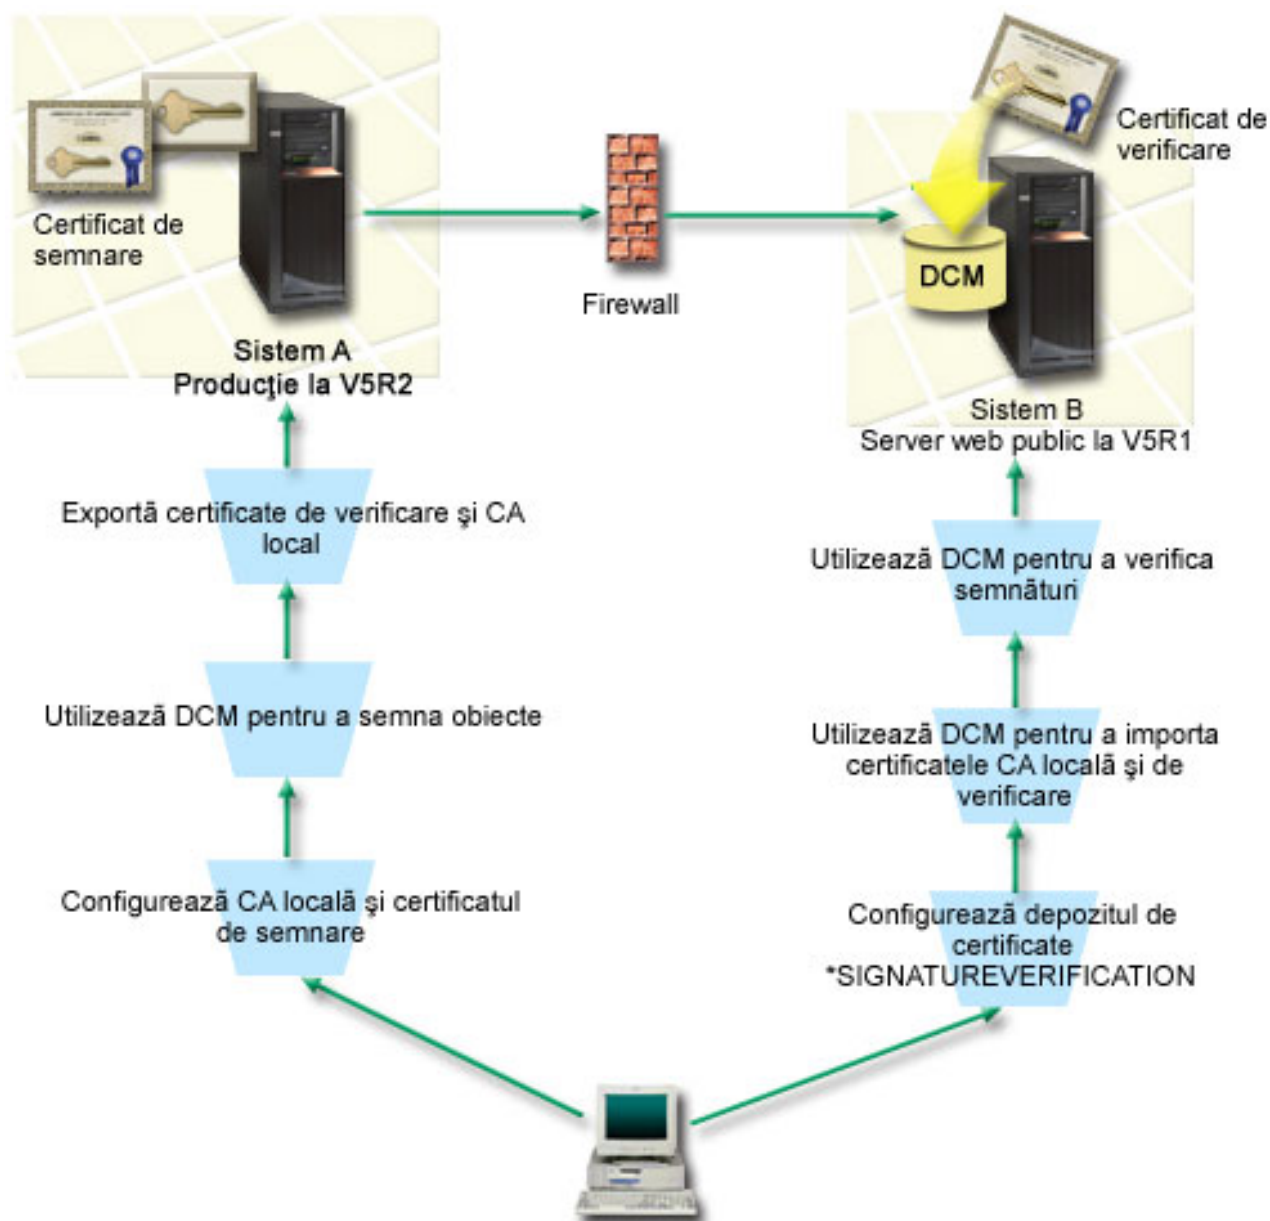 Certificat de
semnare
Certificat de
verificare
DCM
Firewall
Sistem A
Producţie la V5R2
Sistem B
Server web public la V5R1
Exportă certificate de verificare şi CA
local
Utilizează DCM pentru a semna obiecte
Configurează CA locală şi certificatul
de semnare
Utilizează DCM pentru a verifica
semnături
Utilizează DCM pentru a importa
certificatele CA locală şi de
verificare
Configurează depozitul de
certificate
*SIGNATUREVERIFICATION